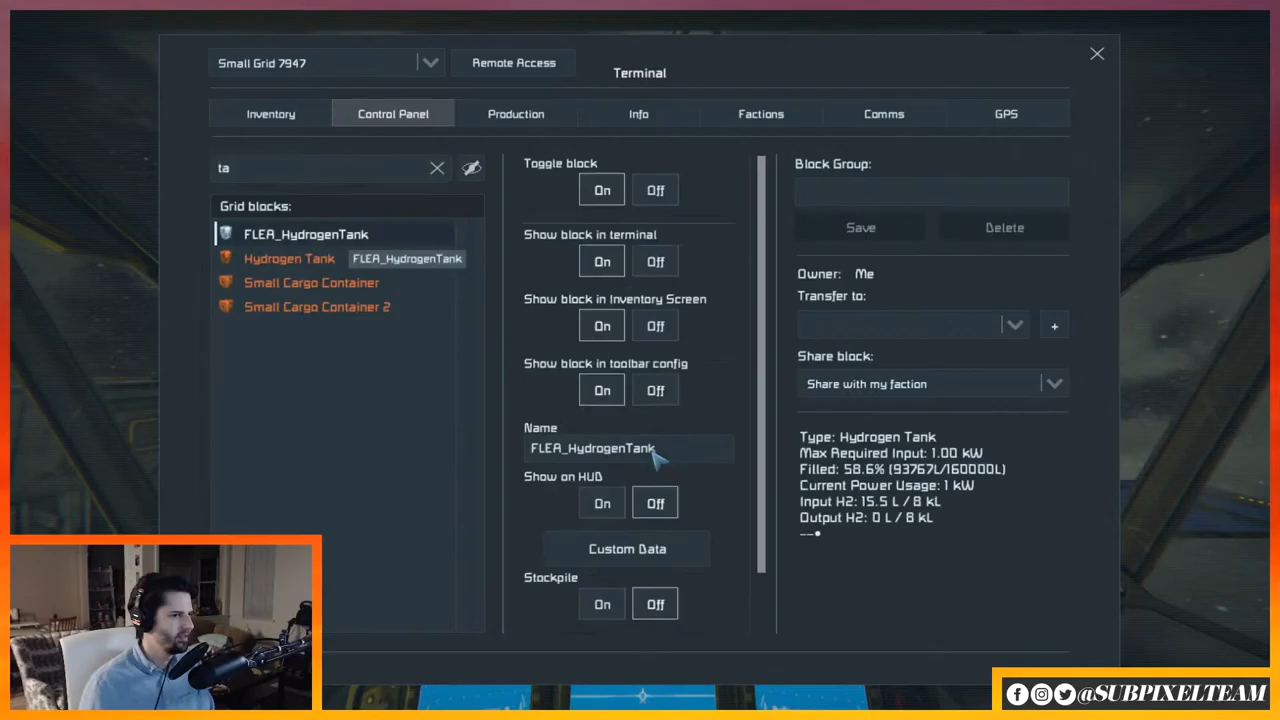 Small Grid 7947
Remote Access
Terminal
Inventory
Control Panel
Production
Info
Factions
Comms
GPS
ta
Grid blocks:
FLEA_HydrogenTank
Hydrogen Tank
FLEA_HydrogenTank
Small Cargo Container
Small Cargo Container 2
Toggle block
On Off
Show block in terminal
On Off
Show block in Inventory Screen
On Off
Show block in toolbar config
On Off
Name
FLEA_HydrogenTank
Show on HUD
On Off
Custom Data
Stockpile
On Off
Block Group:
Save Delete
Owner: Me
Transfer to:
+
Share block:
Share with my faction
Type: Hydrogen Tank
Max Required Input: 1.00 kW
Filled: 58.6% (93767L/160000L)
Current Power Usage: 1 kW
Input H2: 15.5 L / 8 kL
Output H2: 0 L / 8 kL
@SUBPIXELTEAM